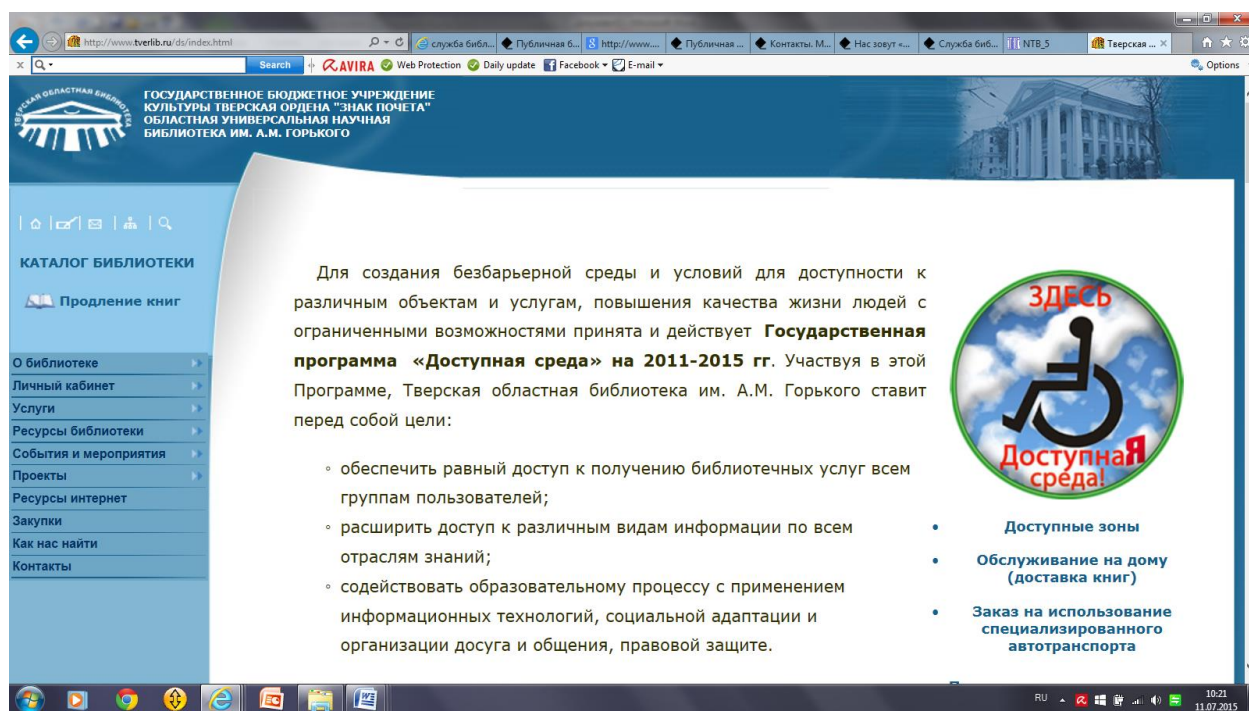 http://www.tverlib.ru/ds/index.html
служба библ...
Публичная б...
http://www....
Публичная ...
Контакты. М...
Нас зовут «...
Служба биб...
NTB_5
Тверская ...
Search
AVIRA Web Protection Daily update Facebook E-mail
Options
ТВЕРСКАЯ ОБЛАСТНАЯ БИБЛИОТЕКА
ГОСУДАРСТВЕННОЕ БЮДЖЕТНОЕ УЧРЕЖДЕНИЕ
КУЛЬТУРЫ ТВЕРСКАЯ ОРДЕНА "ЗНАК ПОЧЕТА"
ОБЛАСТНАЯ УНИВЕРСАЛЬНАЯ НАУЧНАЯ
БИБЛИОТЕКА ИМ. А.М. ГОРЬКОГО
КАТАЛОГ БИБЛИОТЕКИ
Продление книг
О библиотеке
Личный кабинет
Услуги
Ресурсы библиотеки
События и мероприятия
Проекты
Ресурсы интернет
Закупки
Как нас найти
Контакты
Для создания безбарьерной среды и условий для доступности к
различным объектам и услугам, повышения качества жизни людей с
ограниченными возможностями принята и действует Государственная
программа «Доступная среда» на 2011-2015 гг. Участвуя в этой
Программе, Тверская областная библиотека им. А.М. Горького ставит
перед собой цели:
◦ обеспечить равный доступ к получению библиотечных услуг всем
группам пользователей;
◦ расширить доступ к различным видам информации по всем
отраслям знаний;
◦ содействовать образовательному процессу с применением
информационных технологий, социальной адаптации и
организации досуга и общения, правовой защите.
ЗДЕСЬ
ДоступнаЯ
среда!
• Доступные зоны
• Обслуживание на дому
(доставка книг)
• Заказ на использование
специализированного
автотранспорта
RU
10:21
11.07.2015